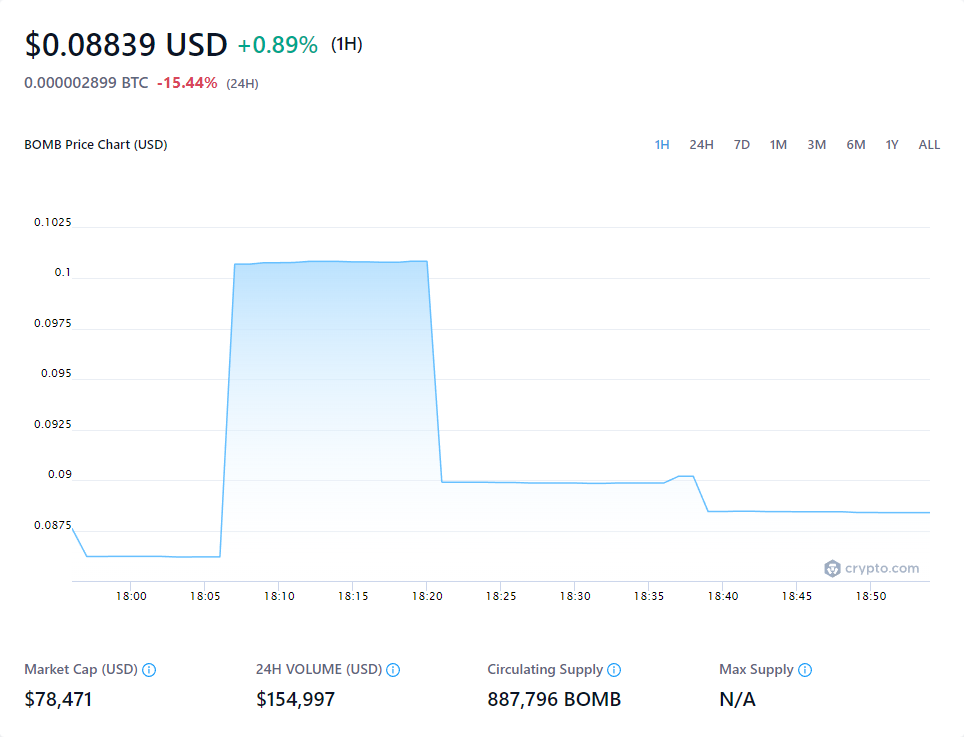 $0.08839 USD +0.89% (1H)
0.000002899 BTC -15.44% (24H)
BOMB Price Chart (USD)
1H 24H 7D 1M 3M 6M 1Y ALL
0.1025
0.1
0.0975
0.095
0.0925
0.09
0.0875
crypto.com
18:00 18:05 18:10 18:15 18:20 18:25 18:30 18:35 18:40 18:45 18:50
Market Cap (USD) 24H VOLUME (USD) Circulating Supply Max Supply
$78,471 $154,997 887,796 BOMB N/A